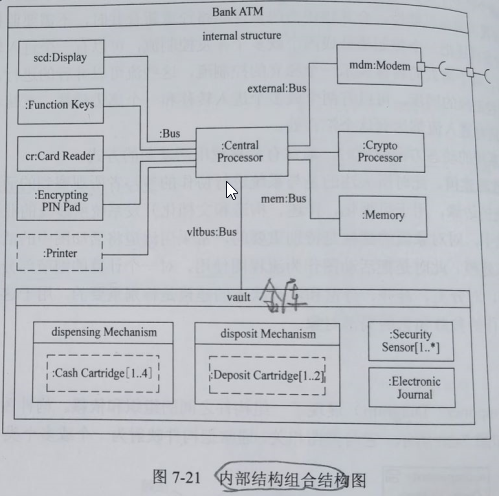 Bank ATM
internal structure
scd:Display
mdm:Modem
external:Bus
:Function Keys
:Bus
:Central
Processor
:Crypto
Processor
cr:Card Reader
:Encrypting
PIN Pad
mem:Bus
:Memory
vltbus:Bus
:Printer
vault
金库
dispensing Mechanism
disposit Mechanism
:Security
Sensor[1..*]
:Cash Cartridge[1..4]
:Deposit Cartridge[1..2]
:Electronic
Journal
图 7-21 内部结构组合结构图